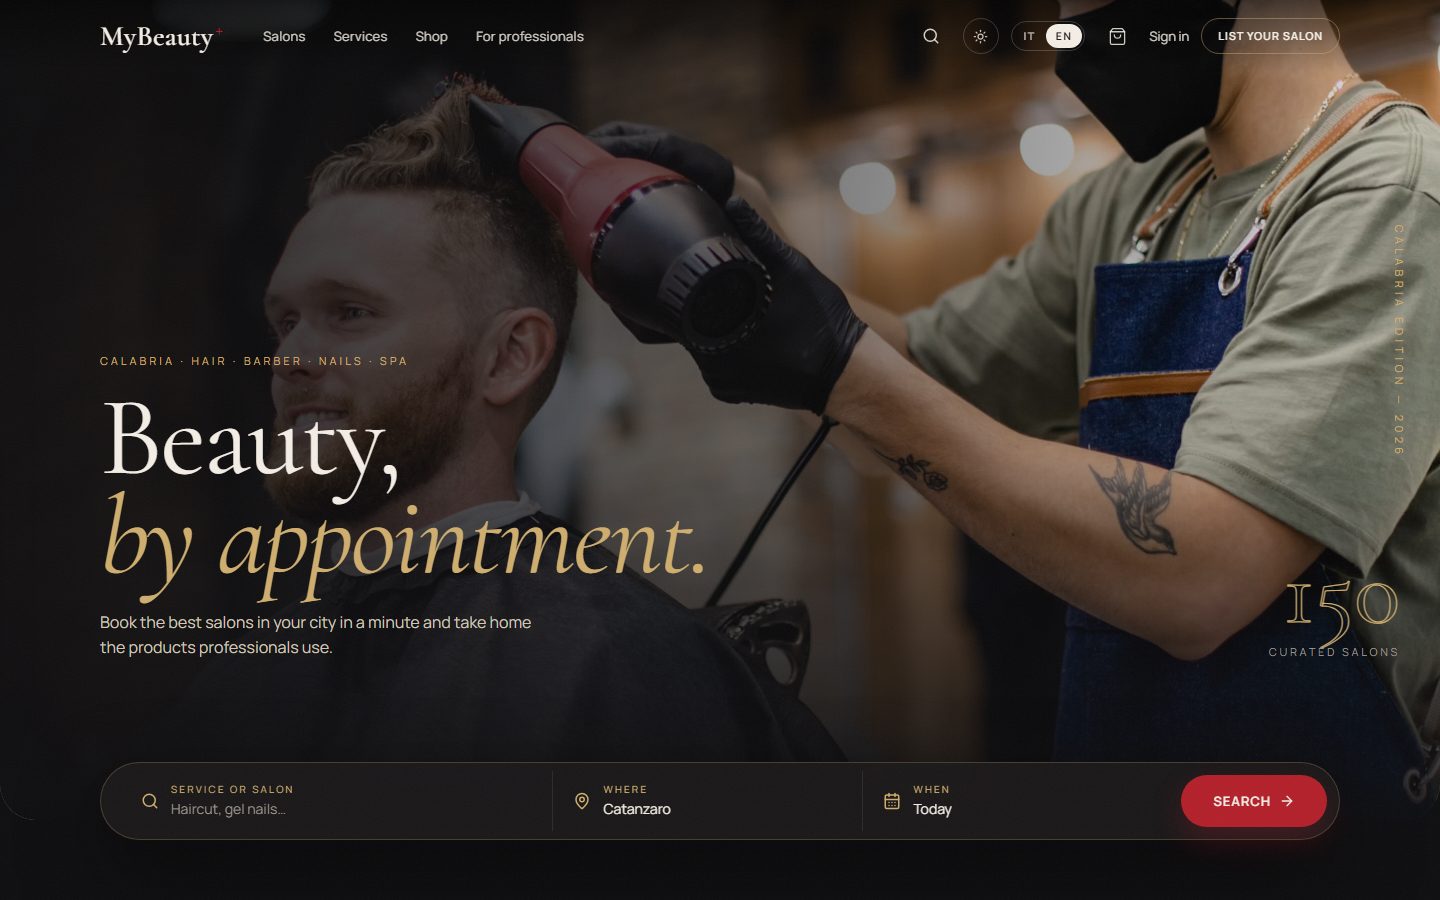 MyBeauty+
Salons
Services
Shop
For professionals
IT
EN
Sign in
LIST YOUR SALON
CALABRIA EDITION — 2026
CALABRIA · HAIR · BARBER · NAILS · SPA
Beauty,
by appointment.
Book the best salons in your city in a minute and take home
the products professionals use.
150
CURATED SALONS
SERVICE OR SALON
Haircut, gel nails…
WHERE
Catanzaro
WHEN
Today
SEARCH